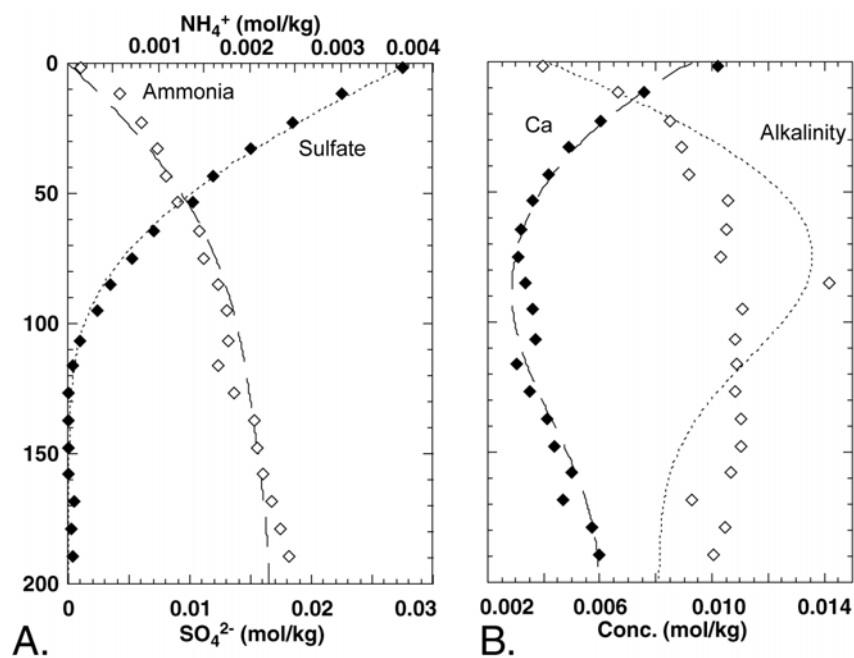 NH₄⁺ (mol/kg)
0.001 0.002 0.003 0.004
0
50
100
150
200
Ammonia
Sulfate
0 0.01 0.02 0.03
SO₄²⁻ (mol/kg)
A.
Ca
Alkalinity
0.002 0.006 0.010 0.014
Conc. (mol/kg)
B.